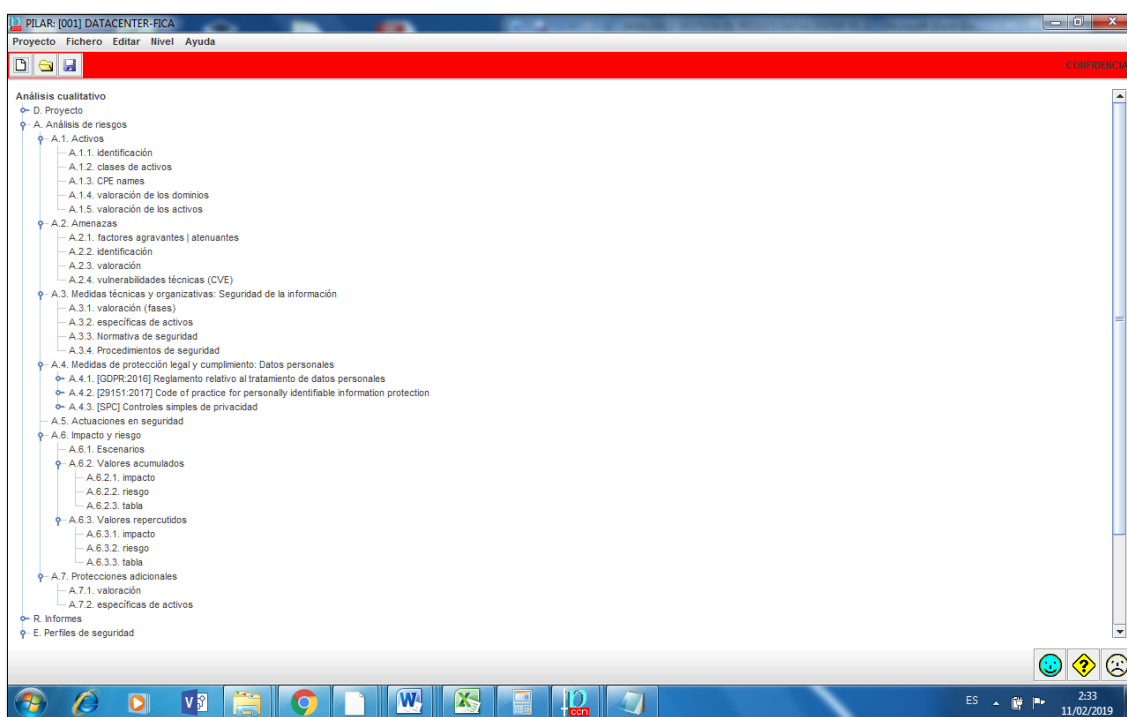 PILAR: [001] DATACENTER-FICA
Proyecto Fichero Editar Nivel Ayuda
CONFIDENCIA
Análisis cualitativo
D. Proyecto
A. Análisis de riesgos
A.1. Activos
A.1.1. identificación
A.1.2. clases de activos
A.1.3. CPE names
A.1.4. valoración de los dominios
A.1.5. valoración de los activos
A.2. Amenazas
A.2.1. factores agravantes | atenuantes
A.2.2. identificación
A.2.3. valoración
A.2.4. vulnerabilidades técnicas (CVE)
A.3. Medidas técnicas y organizativas: Seguridad de la información
A.3.1. valoración (fases)
A.3.2. específicas de activos
A.3.3. Normativa de seguridad
A.3.4. Procedimientos de seguridad
A.4. Medidas de protección legal y cumplimiento: Datos personales
A.4.1. [GDPR:2016] Reglamento relativo al tratamiento de datos personales
A.4.2. [29151:2017] Code of practice for personally identifiable information protection
A.4.3. [SPC] Controles simples de privacidad
A.5. Actuaciones en seguridad
A.6. Impacto y riesgo
A.6.1. Escenarios
A.6.2. Valores acumulados
A.6.2.1. impacto
A.6.2.2. riesgo
A.6.2.3. tabla
A.6.3. Valores repercutidos
A.6.3.1. impacto
A.6.3.2. riesgo
A.6.3.3. tabla
A.7. Protecciones adicionales
A.7.1. valoración
A.7.2. específicas de activos
R. Informes
E. Perfiles de seguridad
ccn
ES
2:33
11/02/2019